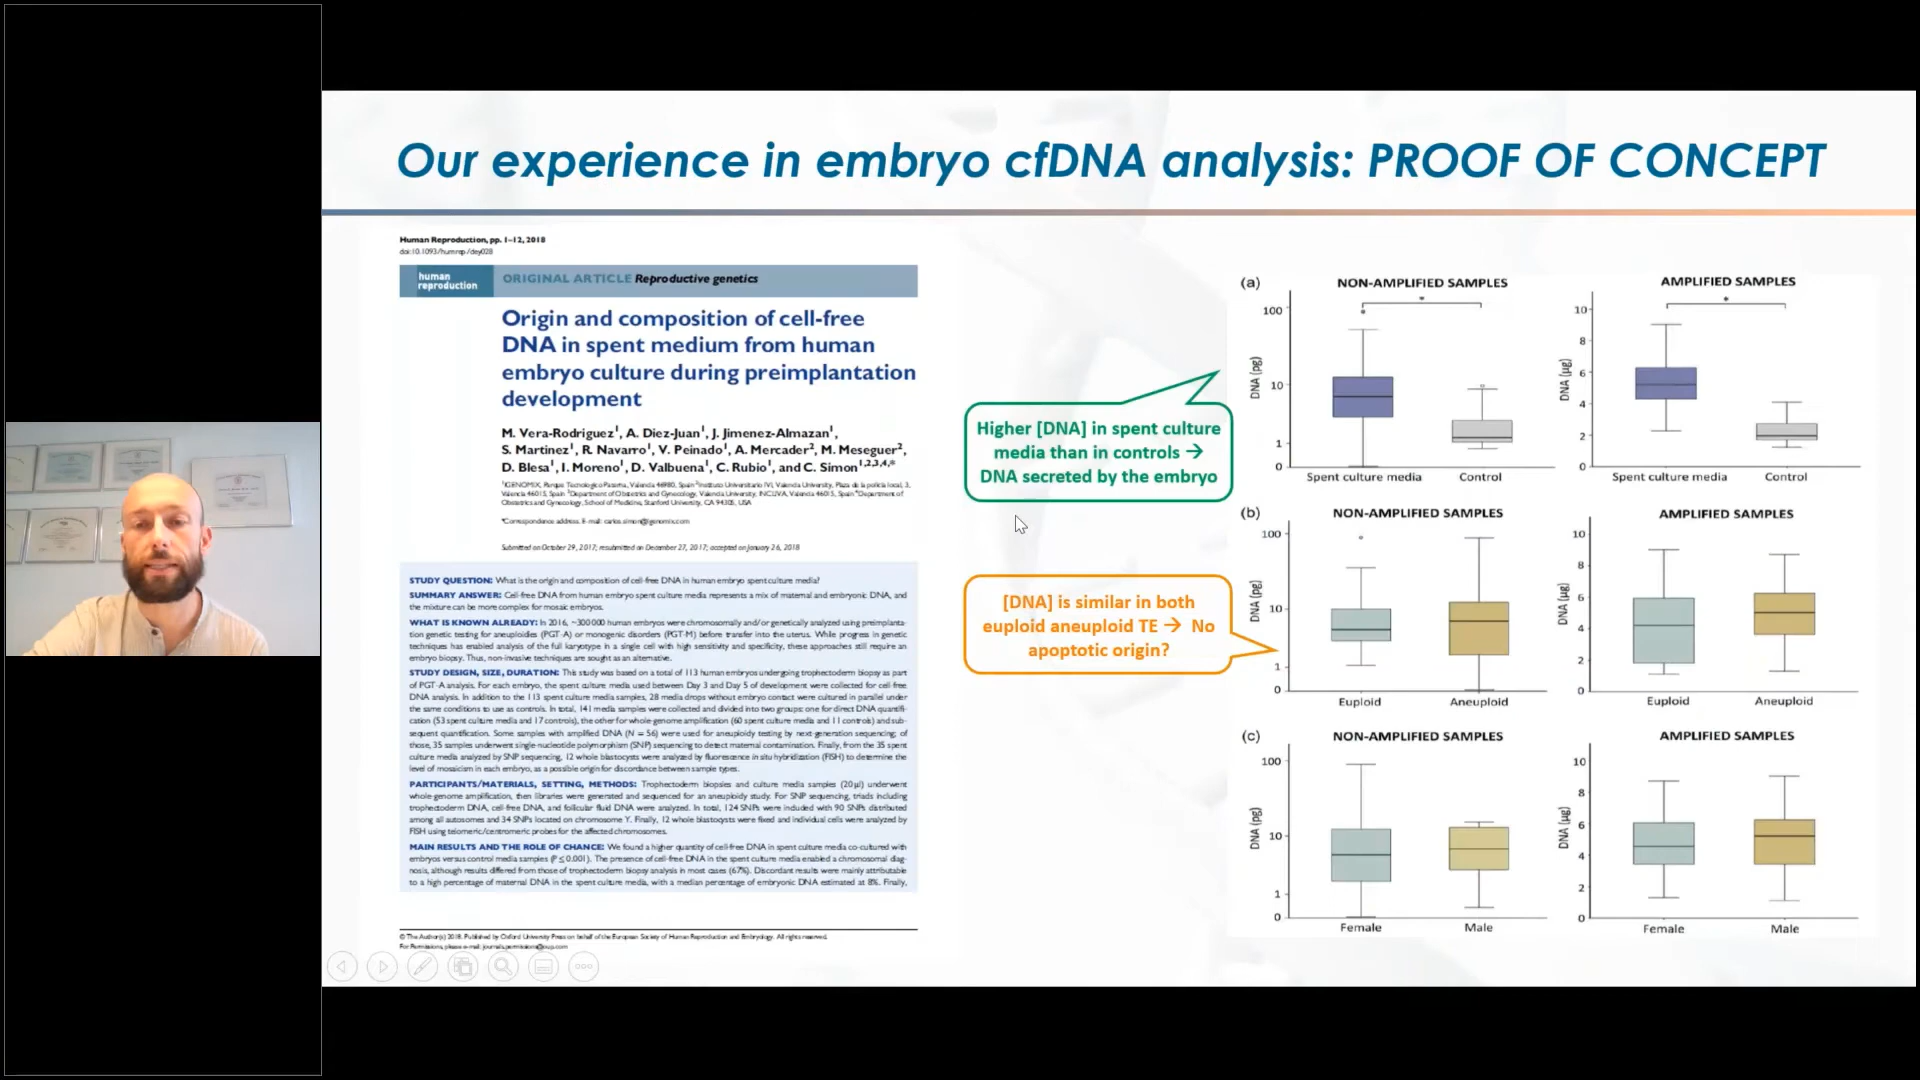 Our experience in embryo cfDNA analysis: PROOF OF CONCEPT
Human Reproduction, pp. 1–12, 2018
doi:10.1093/humrep/dey028
human
reproduction
ORIGINAL ARTICLE Reproductive genetics
Origin and composition of cell-free
DNA in spent medium from human
embryo culture during preimplantation
development
M. Vera-Rodriguez¹, A. Diez-Juan¹, J. Jimenez-Almazan¹,
S. Martinez¹, R. Navarro¹, V. Peinado¹, A. Mercader², M. Meseguer²,
D. Blesa¹, I. Moreno¹, D. Valbuena¹, C. Rubio¹, and C. Simon¹,²,³,⁴,*
¹IGENOMIX, Parque Tecnologico Paterna, Valencia 46980, Spain ²Instituto Universitario IVI, Valencia University, Plaza de la policia local, 3,
Valencia 46015, Spain ³Department of Obstetrics and Gynecology, Valencia University, INCLIVA, Valencia 46015, Spain ⁴Department of
Obstetrics and Gynecology, School of Medicine, Stanford University, CA 94305, USA
*Correspondence address. E-mail: carlos.simon@igenomix.com
Submitted on October 29, 2017; resubmitted on December 27, 2017; accepted on January 26, 2018
STUDY QUESTION: What is the origin and composition of cell-free DNA in human embryo spent culture media?
SUMMARY ANSWER: Cell-free DNA from human embryo spent culture media represents a mix of maternal and embryonic DNA, and
the mixture can be more complex for mosaic embryos.
WHAT IS KNOWN ALREADY: In 2016, ~300 000 human embryos were chromosomally and/or genetically analyzed using preimplanta-
tion genetic testing for aneuploidies (PGT-A) or monogenic disorders (PGT-M) before transfer into the uterus. While progress in genetic
techniques has enabled analysis of the full karyotype in a single cell with high sensitivity and specificity, these approaches still require an
embryo biopsy. Thus, non-invasive techniques are sought as an alternative.
STUDY DESIGN, SIZE, DURATION: This study was based on a total of 113 human embryos undergoing trophectoderm biopsy as part
of PGT-A analysis. For each embryo, the spent culture media used between Day 3 and Day 5 of development were collected for cell-free
DNA analysis. In addition to the 113 spent culture media samples, 28 media drops without embryo contact were cultured in parallel under
the same conditions to use as controls. In total, 141 media samples were collected and divided into two groups: one for direct DNA quantifi-
cation (53 spent culture media and 17 controls), the other for whole-genome amplification (60 spent culture media and 11 controls) and sub-
sequent quantification. Some samples with amplified DNA (N = 56) were used for aneuploidy testing by next-generation sequencing; of
those, 35 samples underwent single-nucleotide polymorphism (SNP) sequencing to detect maternal contamination. Finally, from the 35 spent
culture media analyzed by SNP sequencing, 12 whole blastocysts were analyzed by fluorescence in situ hybridization (FISH) to determine the
level of mosaicism in each embryo, as a possible origin for discordance between sample types.
PARTICIPANTS/MATERIALS, SETTING, METHODS: Trophectoderm biopsies and culture media samples (20 µl) underwent
whole-genome amplification, then libraries were generated and sequenced for an aneuploidy study. For SNP sequencing, triads including
trophectoderm DNA, cell-free DNA, and follicular fluid DNA were analyzed. In total, 124 SNPs were included with 90 SNPs distributed
among all autosomes and 34 SNPs located on chromosome Y. Finally, 12 whole blastocysts were fixed and individual cells were analyzed by
FISH using telomeric/centromeric probes for the affected chromosomes.
MAIN RESULTS AND THE ROLE OF CHANCE: We found a higher quantity of cell-free DNA in spent culture media co-cultured with
embryos versus control media samples (P ≤ 0.001). The presence of cell-free DNA in the spent culture media enabled a chromosomal diag-
nosis, although results differed from those of trophectoderm biopsy analysis in most cases (67%). Discordant results were mainly attributable
to a high percentage of maternal DNA in the spent culture media, with a median percentage of embryonic DNA estimated at 8%. Finally,
© The Author(s) 2018. Published by Oxford University Press on behalf of the European Society of Human Reproduction and Embryology. All rights reserved.
For Permissions, please e-mail: journals.permissions@oup.com
Higher [DNA] in spent culture
media than in controls →
DNA secreted by the embryo
[DNA] is similar in both
euploid aneuploid TE → No
apoptotic origin?
(a)
NON-AMPLIFIED SAMPLES
*
DNA (pg)
100
10
1
0
Spent culture media
Control
AMPLIFIED SAMPLES
*
DNA (µg)
10
8
6
4
2
0
Spent culture media
Control
(b)
NON-AMPLIFIED SAMPLES
DNA (pg)
100
10
1
0
Euploid
Aneuploid
AMPLIFIED SAMPLES
DNA (µg)
10
8
6
4
2
0
Euploid
Aneuploid
(c)
NON-AMPLIFIED SAMPLES
DNA (pg)
100
10
1
0
Female
Male
AMPLIFIED SAMPLES
DNA (µg)
10
8
6
4
2
0
Female
Male